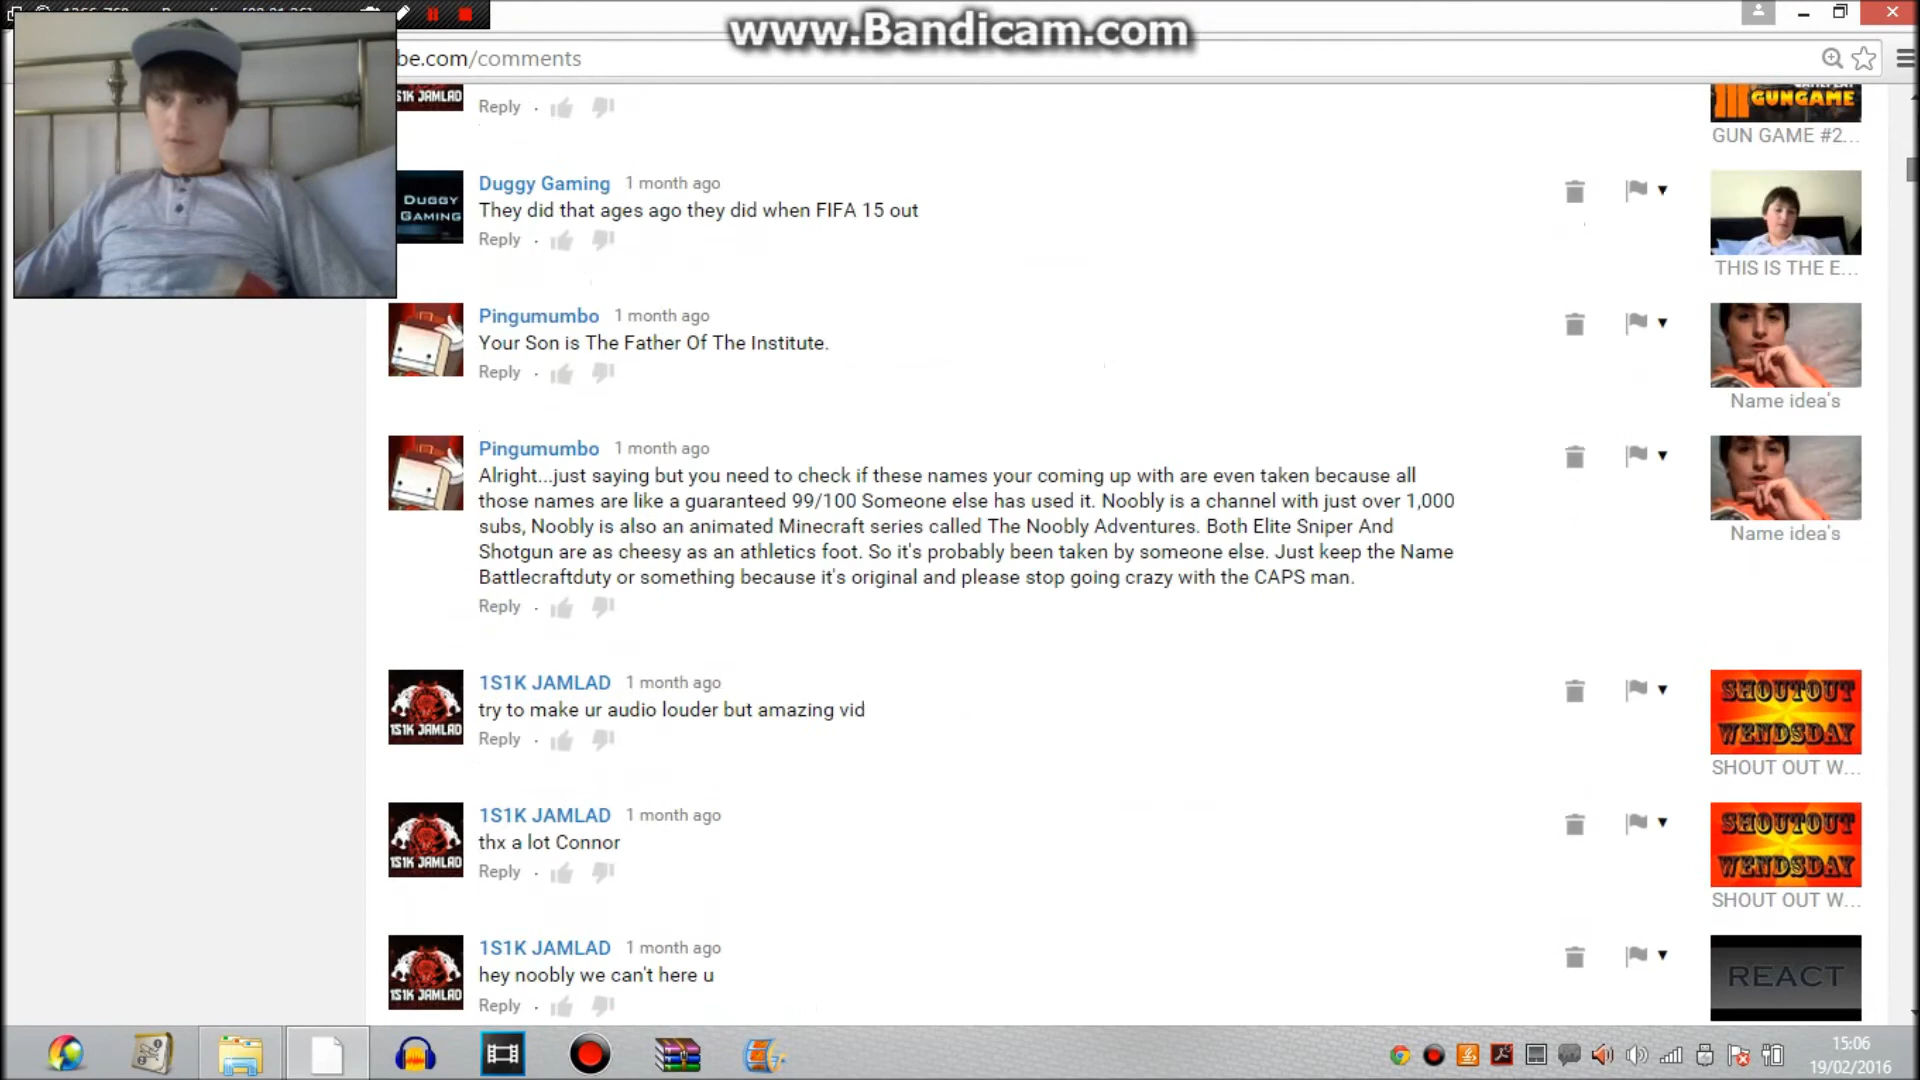 www.Bandicam.com
be.com/comments
1S1K JAMLAD
Reply
GUNGAME
GUN GAME #2...
DUGGY
GAMING
Duggy Gaming 1 month ago
They did that ages ago they did when FIFA 15 out
Reply
THIS IS THE E...
Pingumumbo 1 month ago
Your Son is The Father Of The Institute.
Reply
Name idea's
Pingumumbo 1 month ago
Alright...just saying but you need to check if these names your coming up with are even taken because all
those names are like a guaranteed 99/100 Someone else has used it. Noobly is a channel with just over 1,000
subs, Noobly is also an animated Minecraft series called The Noobly Adventures. Both Elite Sniper And
Shotgun are as cheesy as an athletics foot. So it's probably been taken by someone else. Just keep the Name
Battlecraftduty or something because it's original and please stop going crazy with the CAPS man.
Reply
Name idea's
1S1K JAMLAD
1S1K JAMLAD 1 month ago
try to make ur audio louder but amazing vid
Reply
SHOUTOUT
WENDSDAY
SHOUT OUT W...
1S1K JAMLAD
1S1K JAMLAD 1 month ago
thx a lot Connor
Reply
SHOUTOUT
WENDSDAY
SHOUT OUT W...
1S1K JAMLAD
1S1K JAMLAD 1 month ago
hey noobly we can't here u
Reply
REACT
15:06
19/02/2016